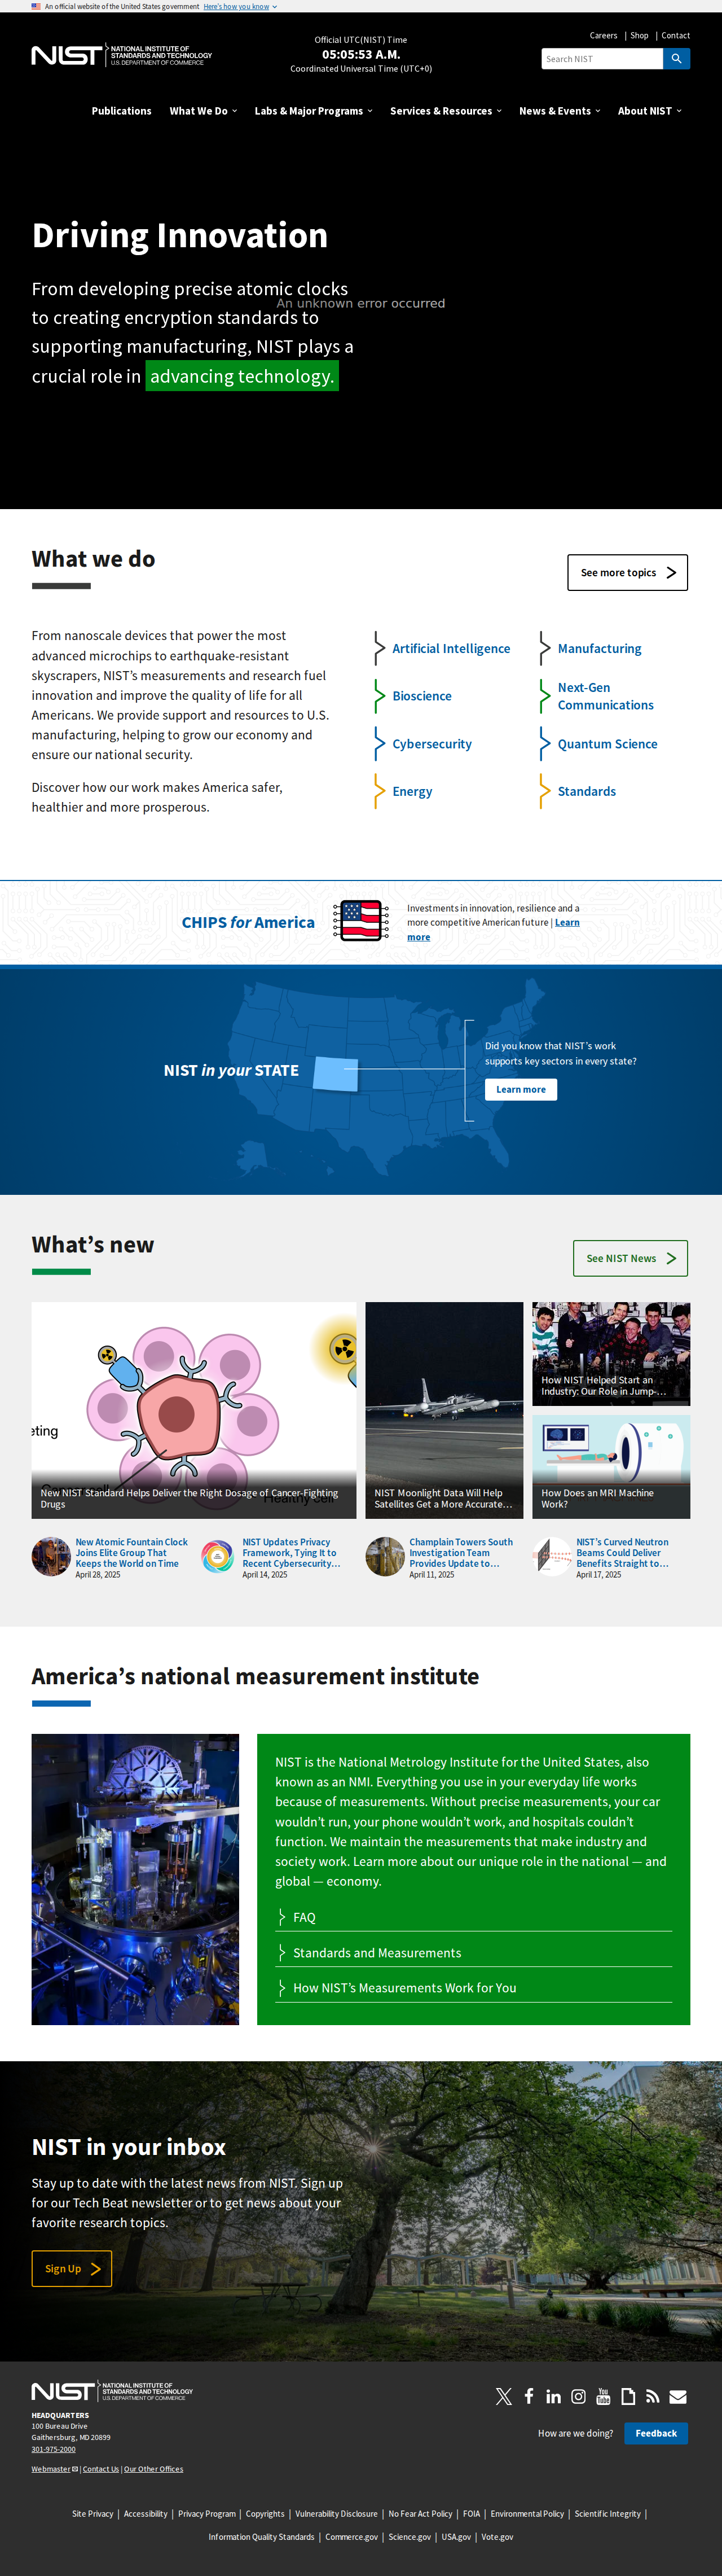 An official website of the United States government Here's how you know
NIST NATIONAL INSTITUTE OF
STANDARDS AND TECHNOLOGY
U.S. DEPARTMENT OF COMMERCE
Official UTC(NIST) Time
05:05:53 A.M.
Coordinated Universal Time (UTC+0)
Careers | Shop | Contact
Search NIST
Publications What We Do Labs & Major Programs Services & Resources News & Events About NIST
Driving Innovation
From developing precise atomic clocks
to creating encryption standards to
supporting manufacturing, NIST plays a
crucial role in advancing technology.
An unknown error occurred
What we do
See more topics
From nanoscale devices that power the most
advanced microchips to earthquake-resistant
skyscrapers, NIST’s measurements and research fuel
innovation and improve the quality of life for all
Americans. We provide support and resources to U.S.
manufacturing, helping to grow our economy and
ensure our national security.
Discover how our work makes America safer,
healthier and more prosperous.
Artificial Intelligence
Bioscience
Cybersecurity
Energy
Manufacturing
Next-Gen
Communications
Quantum Science
Standards
CHIPS for America
Investments in innovation, resilience and a
more competitive American future | Learn
more
NIST in your STATE
Did you know that NIST’s work
supports key sectors in every state?
Learn more
What’s new
See NIST News
eting
New NIST Standard Helps Deliver the Right Dosage of Cancer-Fighting
Drugs
NIST Moonlight Data Will Help
Satellites Get a More Accurate…
How NIST Helped Start an
Industry: Our Role in Jump-…
How Does an MRI Machine
Work?
New Atomic Fountain Clock
Joins Elite Group That
Keeps the World on Time
April 28, 2025
NIST Updates Privacy
Framework, Tying It to
Recent Cybersecurity…
April 14, 2025
Champlain Towers South
Investigation Team
Provides Update to…
April 11, 2025
NIST’s Curved Neutron
Beams Could Deliver
Benefits Straight to…
April 17, 2025
America’s national measurement institute
NIST is the National Metrology Institute for the United States, also
known as an NMI. Everything you use in your everyday life works
because of measurements. Without precise measurements, your car
wouldn’t run, your phone wouldn’t work, and hospitals couldn’t
function. We maintain the measurements that make industry and
society work. Learn more about our unique role in the national — and
global — economy.
FAQ
Standards and Measurements
How NIST’s Measurements Work for You
NIST in your inbox
Stay up to date with the latest news from NIST. Sign up
for our Tech Beat newsletter or to get news about your
favorite research topics.
Sign Up
NIST NATIONAL INSTITUTE OF
STANDARDS AND TECHNOLOGY
U.S. DEPARTMENT OF COMMERCE
HEADQUARTERS
100 Bureau Drive
Gaithersburg, MD 20899
301-975-2000
Webmaster | Contact Us | Our Other Offices
You
Tube
How are we doing? Feedback
Site Privacy | Accessibility | Privacy Program | Copyrights | Vulnerability Disclosure | No Fear Act Policy | FOIA | Environmental Policy | Scientific Integrity |
Information Quality Standards | Commerce.gov | Science.gov | USA.gov | Vote.gov